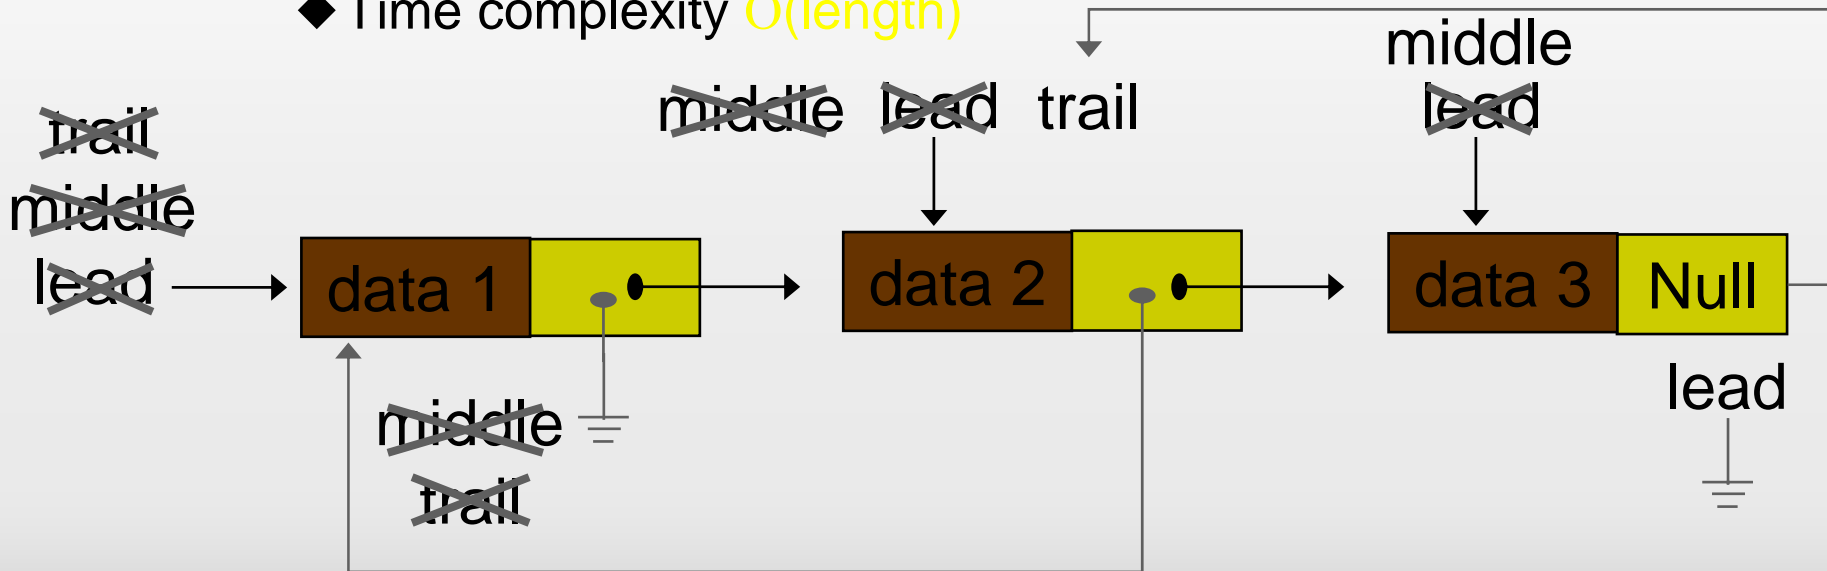 ◆ Time complexity O(length)
middle
middle lead trail
lead
trail
middle
lead
data 1
data 2
data 3 Null
lead
middle
trail